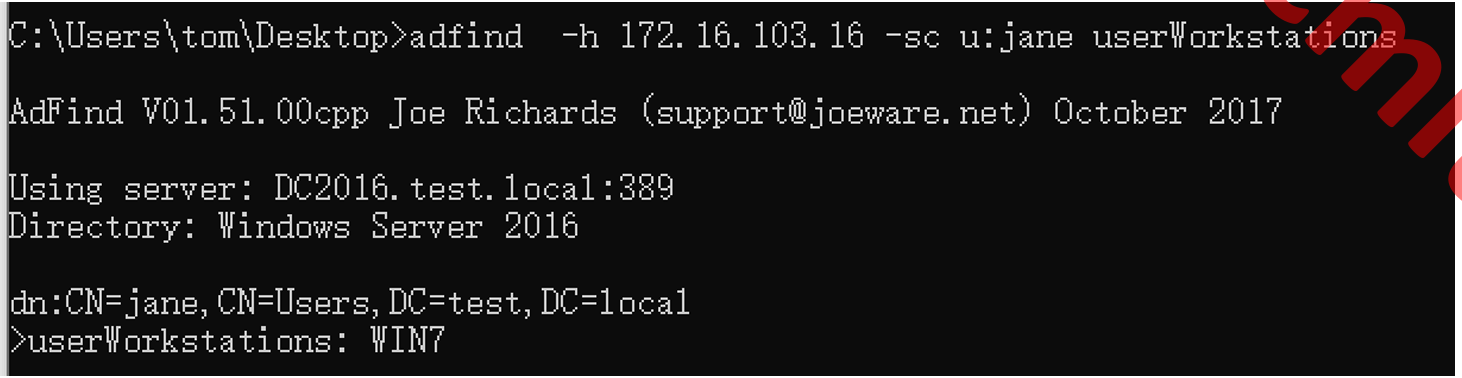 C:\Users\tom\Desktop>adfind  -h 172.16.103.16 -sc u:jane userWorkstations
AdFind V01.51.00cpp Joe Richards (support@joeware.net) October 2017
Using server: DC2016.test.local:389
Directory: Windows Server 2016
dn:CN=jane,CN=Users,DC=test,DC=local
>userWorkstations: WIN7